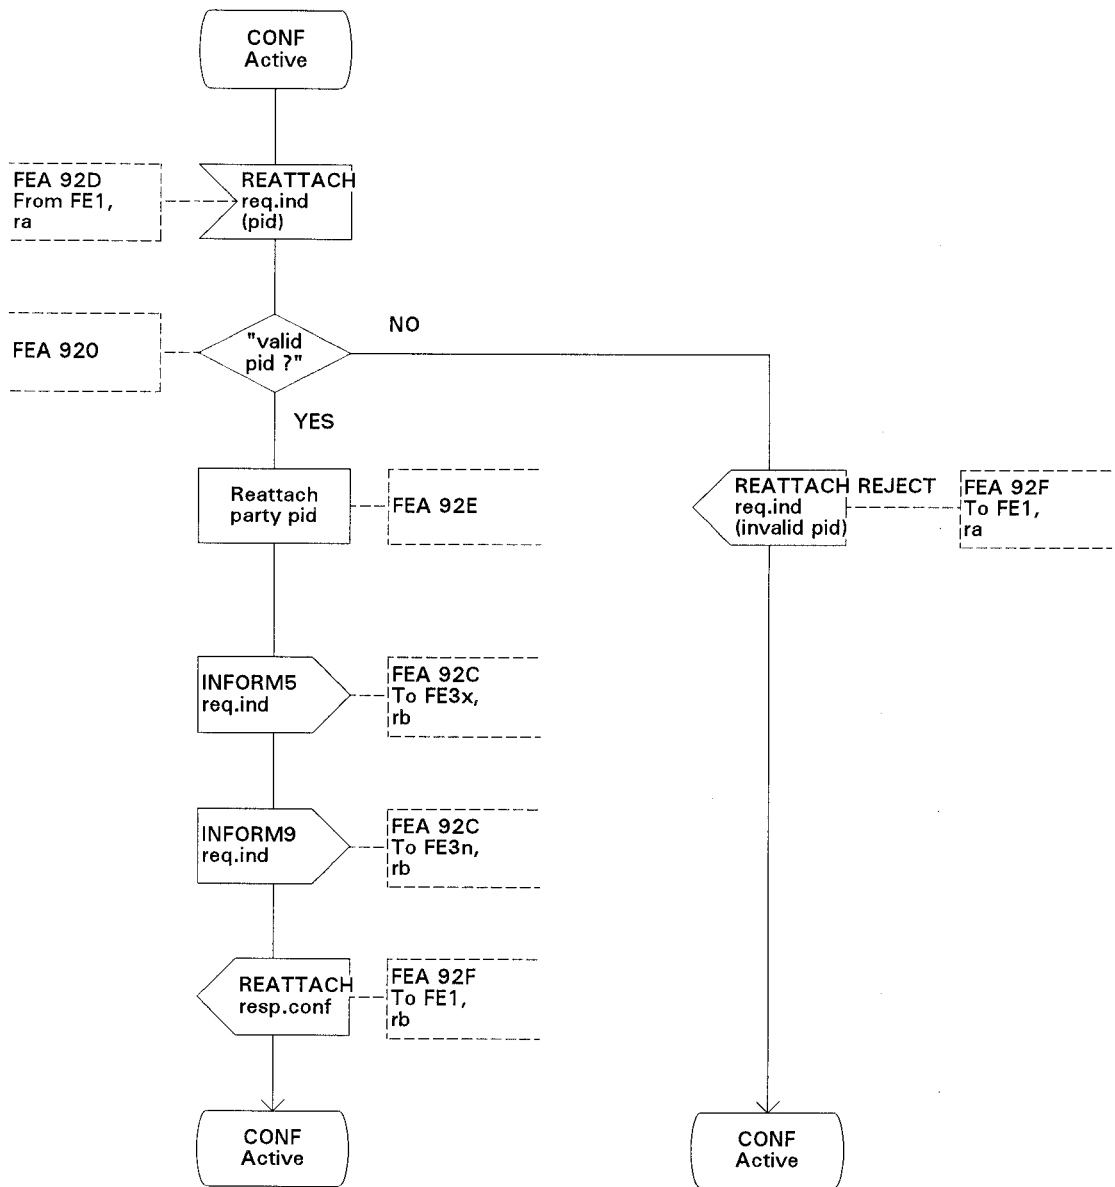 CONF
Active
FEA 92D
From FE1,
ra
REATTACH
req.ind
(pid)
FEA 920
"valid
pid ?"
NO
YES
Reattach
party pid
FEA 92E
REATTACH REJECT
req.ind
(invalid pid)
FEA 92F
To FE1,
ra
INFORM5
req.ind
FEA 92C
To FE3x,
rb
INFORM9
req.ind
FEA 92C
To FE3n,
rb
REATTACH
resp.conf
FEA 92F
To FE1,
rb
CONF
Active
CONF
Active